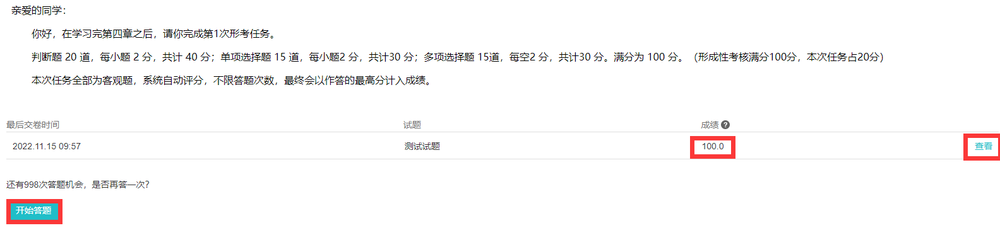 亲爱的同学：
你好，在学习完第四章之后，请你完成第1次形考任务。
判断题 20 道，每小题 2 分，共计 40 分；单项选择题 15 道，每小题2 分，共计30 分；多项选择题 15道，每空2 分，共计30 分。满分为 100 分。（形成性考核满分100分，本次任务占20分）
本次任务全部为客观题，系统自动评分，不限答题次数，最终会以作答的最高分计入成绩。
最后交卷时间 试题 成绩 ?
2022.11.15 09:57 测试试题 100.0 查看
还有998次答题机会，是否再答一次？
开始答题